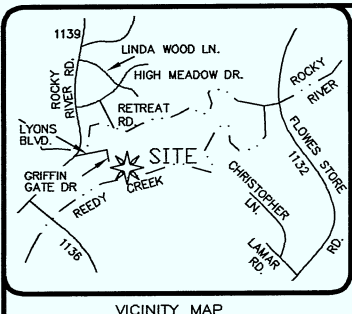 1139
LINDA WOOD LN.
HIGH MEADOW DR.
ROCKY
RIVER RD.
RETREAT
RD.
ROCKY
RIVER
LYONS
BLVD.
SITE
FLOWES STORE
1132
RD.
GRIFFIN
GATE DR
REEDY
CREEK
CHRISTOPHER
LN.
LAMAR
RD.
1136
VICINITY MAP